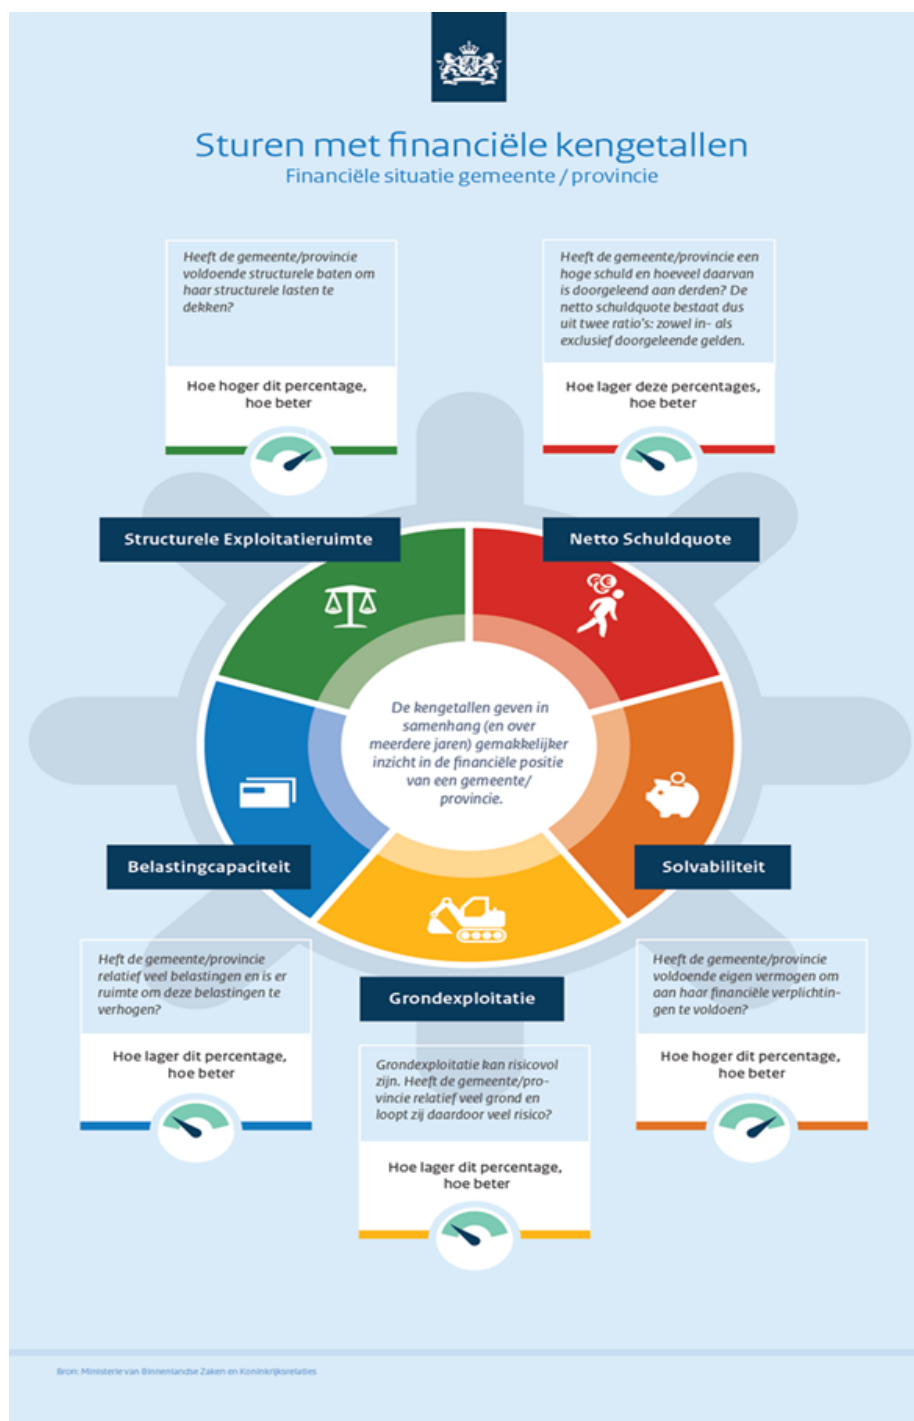 Sturen met financiële kengetallen
Financiële situatie gemeente / provincie
Heeft de gemeente/provincie
voldoende structurele baten om
haar structurele lasten te
dekken?
Hoe hoger dit percentage,
hoe beter
Heeft de gemeente/provincie een
hoge schuld en hoeveel daarvan
is doorgeleend aan derden? De
netto schuldquote bestaat dus
uit twee ratio's: zowel in- als
exclusief doorgeleende gelden.
Hoe lager deze percentages,
hoe beter
Structurele Exploitatieruimte
Netto Schuldquote
De kengetallen geven in
samenhang (en over
meerdere jaren) gemakkelijker
inzicht in de financiële positie
van een gemeente/
provincie.
Belastingcapaciteit
Solvabiliteit
Heft de gemeente/provincie
relatief veel belastingen en is er
ruimte om deze belastingen te
verhogen?
Hoe lager dit percentage,
hoe beter
Grondexploitatie
Grondexploitatie kan risicovol
zijn. Heeft de gemeente/pro-
vincie relatief veel grond en
loopt zij daardoor veel risico?
Hoe lager dit percentage,
hoe beter
Heeft de gemeente/provincie
voldoende eigen vermogen om
aan haar financiële verplichtin-
gen te voldoen?
Hoe hoger dit percentage,
hoe beter
Bron: Ministerie van Binnenlandse Zaken en Koninkrijksrelaties